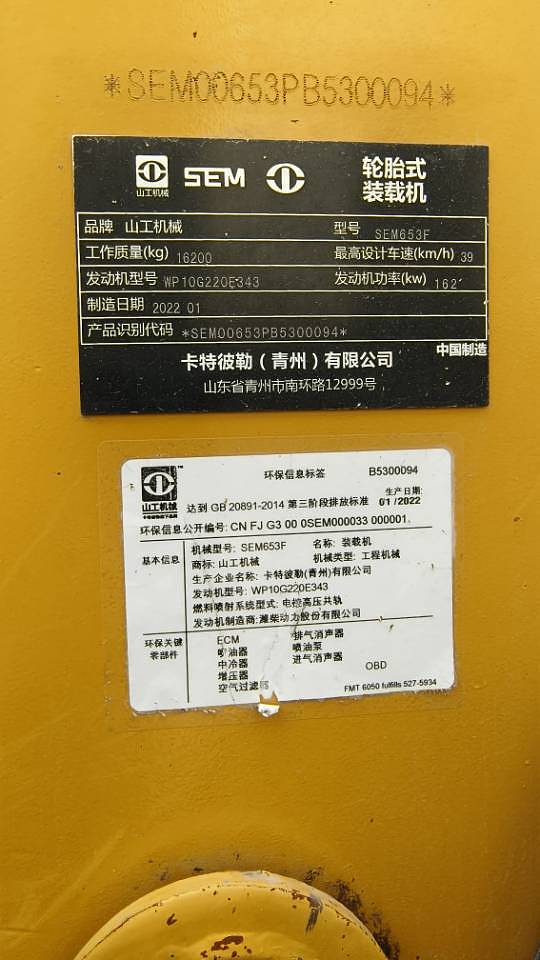 *SEM00653PB5300094*
山工机械 SEM 轮胎式
装载机
品牌 山工机械 型号 SEM653F
工作质量(kg) 16200 最高设计车速(km/h) 39
发动机型号 WP10G220E343 发动机功率(kw) 162
制造日期 2022 01
产品识别代码 *SEM00653PB5300094*
中国制造
卡特彼勒(青州)有限公司
山东省青州市南环路12999号
环保信息标签 B5300094
山工机械™
生产日期:
达到 GB 20891-2014 第三阶段排放标准 01/2022
环保信息公开编号: CN FJ G3 00 0SEM000033 000001
基本信息
机械型号: SEM653F 名称: 装载机
商标: 山工机械 机械类型: 工程机械
生产企业名称: 卡特彼勒(青州)有限公司
发动机型号: WP10G220E343
燃料喷射系统型式: 电控高压共轨
发动机制造商: 潍柴动力股份有限公司
环保关键
零部件
ECM 排气消声器
喷油器 喷油泵
中冷器 进气消声器
增压器 OBD
空气过滤器
FMT 6050 fulfills 527-5934